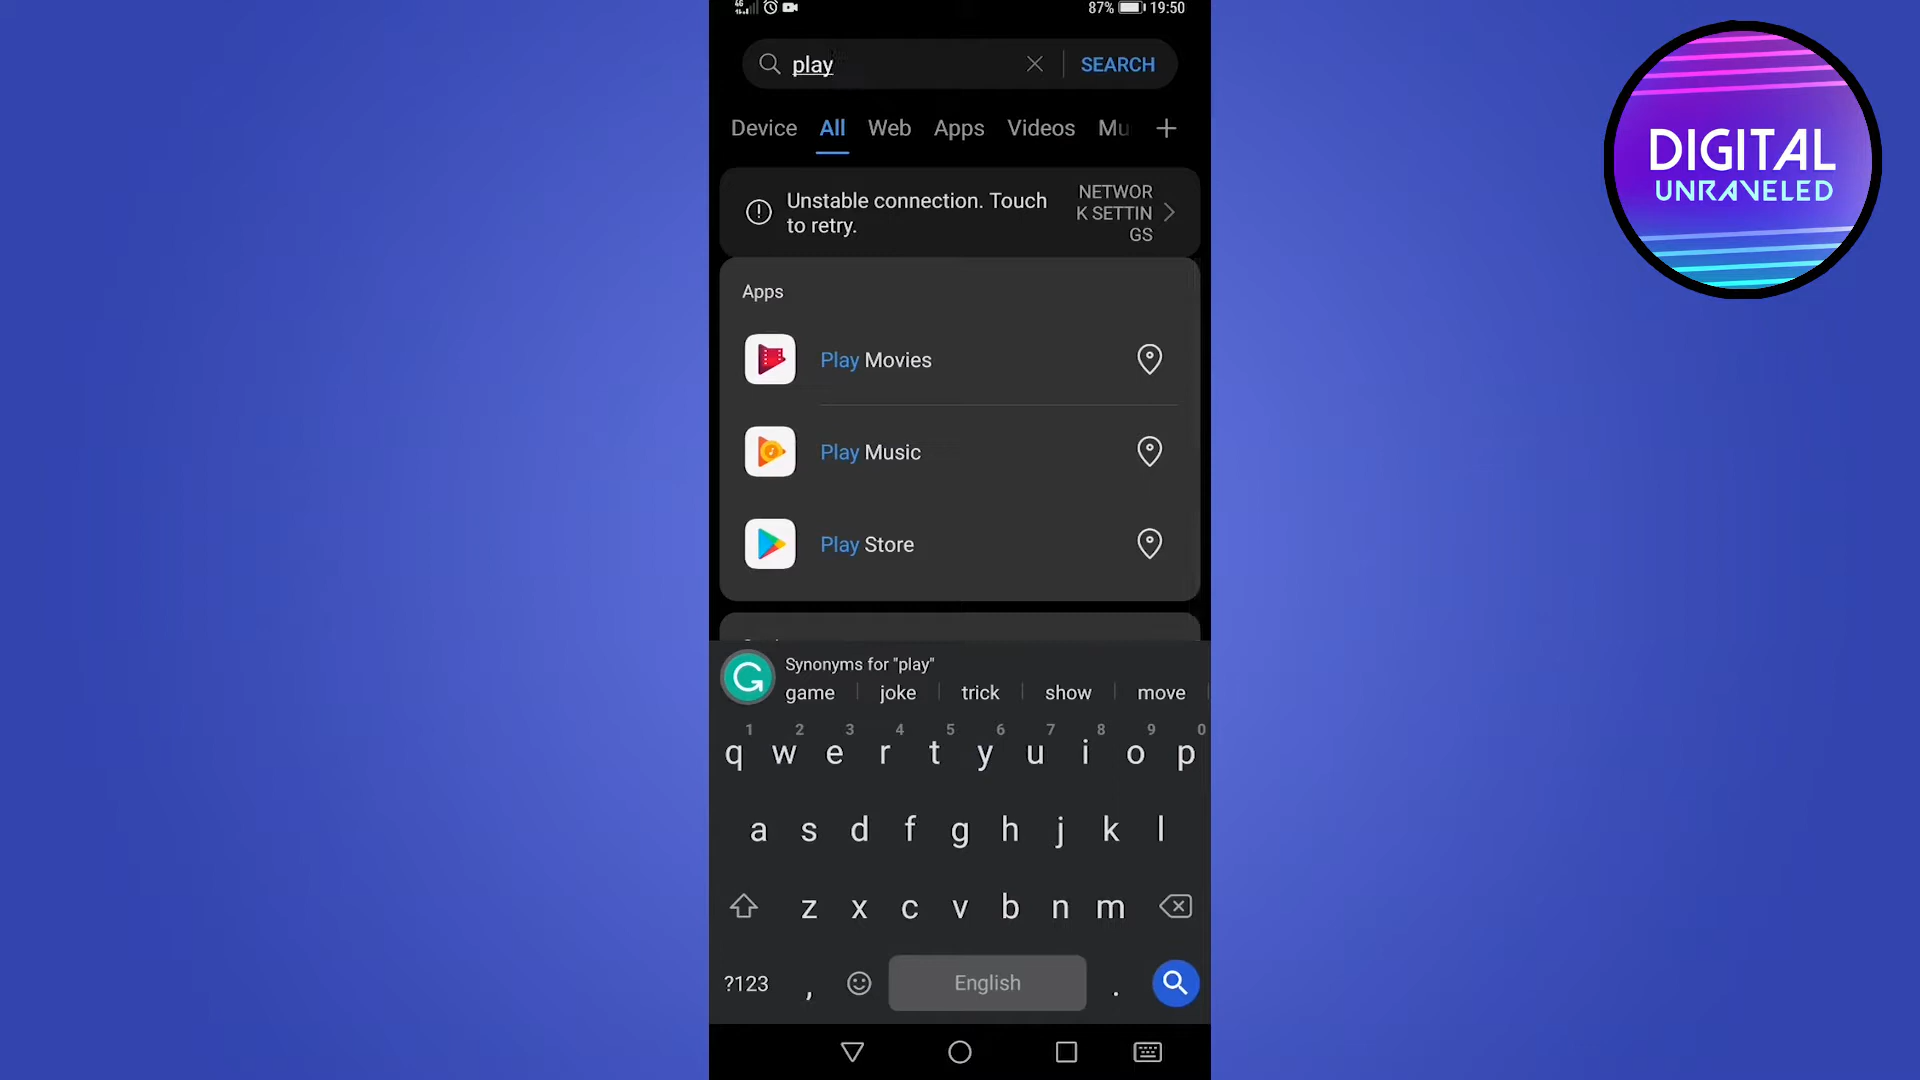 4G
87% 19:50
play
SEARCH
Device All Web Apps Videos Mu
Unstable connection. Touch
to retry.
NETWOR
K SETTIN
GS
Apps
Play Movies
Play Music
Play Store
Synonyms for "play"
game joke trick show move
1 2 3 4 5 6 7 8 9 0
q w e r t y u i o p
a s d f g h j k l
z x c v b n m
?123 , English .
DIGITAL
UNRAVELED